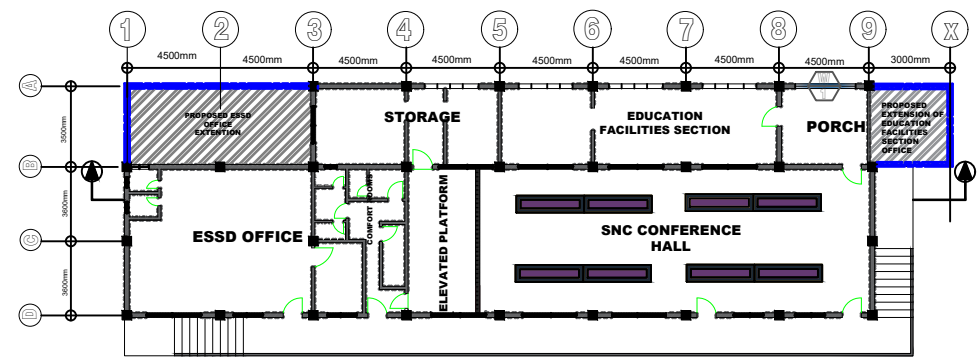 1 2 3 4 5 6 7 8 9 X
4500mm 4500mm 4500mm 4500mm 4500mm 4500mm 4500mm 4500mm 3000mm
A
3500mm
PROPOSED ESSD
OFFICE
EXTENTION
STORAGE
EDUCATION
FACILITIES SECTION
PORCH
PROPOSED
EXTENSION OF
EDUCATION
FACILITIES
SECTION
OFFICE
B
3600mm
ESSD OFFICE
COMFORT ROOMS
ELEVATED PLATFORM
SNC CONFERENCE
HALL
C
3600mm
D